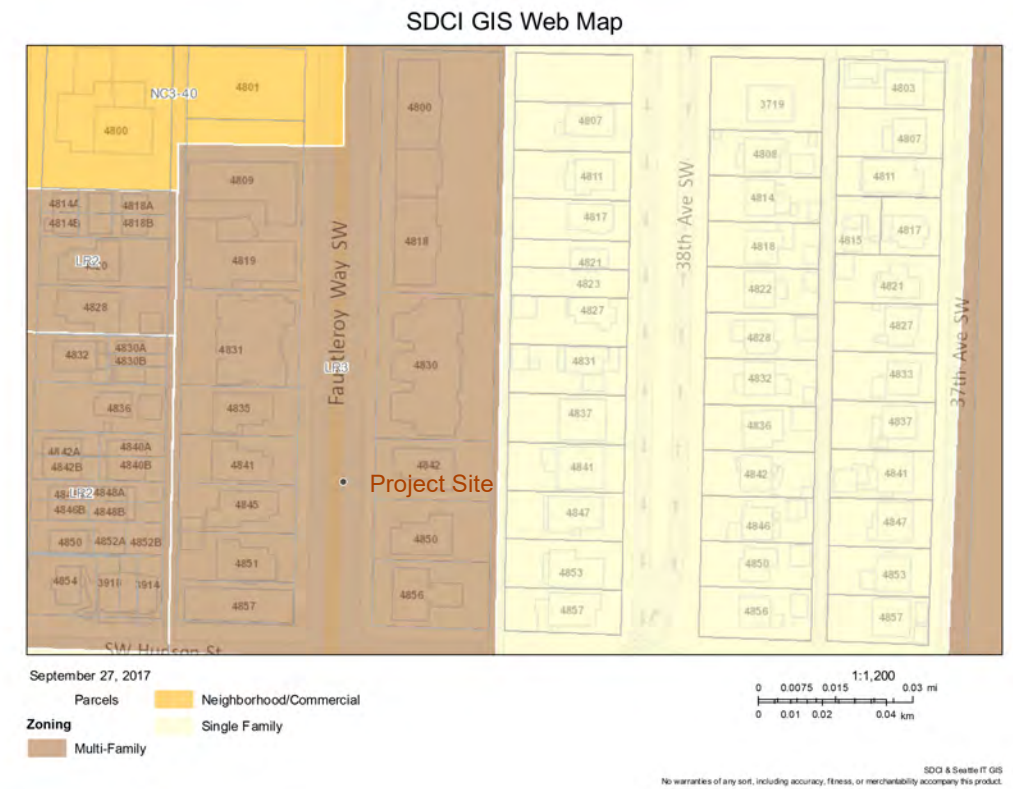 SDCI GIS Web Map
NC3-40
4801
4800
4800
4803
3719
4807
4807
4808
4811
4811
4809
4814A 4818A
4814B 4818B
4814
4817
4817
4815
4818
4818
4819
LR2
4821
4821
4823
4822
4828
4827
4827
4828
4831
4830
4831
4832
4830A
4830B
4832
4833
LR3
Fauntleroy Way SW
38th Ave SW
37th Ave SW
4836
4835
4837
4836
4837
4842A 4840A
4842B 4840B
4841
4842
4841
4842
4841
Project Site
LR2 4848A
4846B 4848B
4845
4847
4846
4847
4850 4852A 4852B
4850
4851
4853
4850
4853
4854
3914
4856
4857
4857
4856
4857
SW Hudson St
September 27, 2017
Parcels
Neighborhood/Commercial
Zoning
Single Family
Multi-Family
1:1,200
0 0.0075 0.015 0.03 mi
0 0.01 0.02 0.04 km
SDCI & Seattle IT GIS
No warranties of any sort, including accuracy, fitness, or merchantability accompany this product.